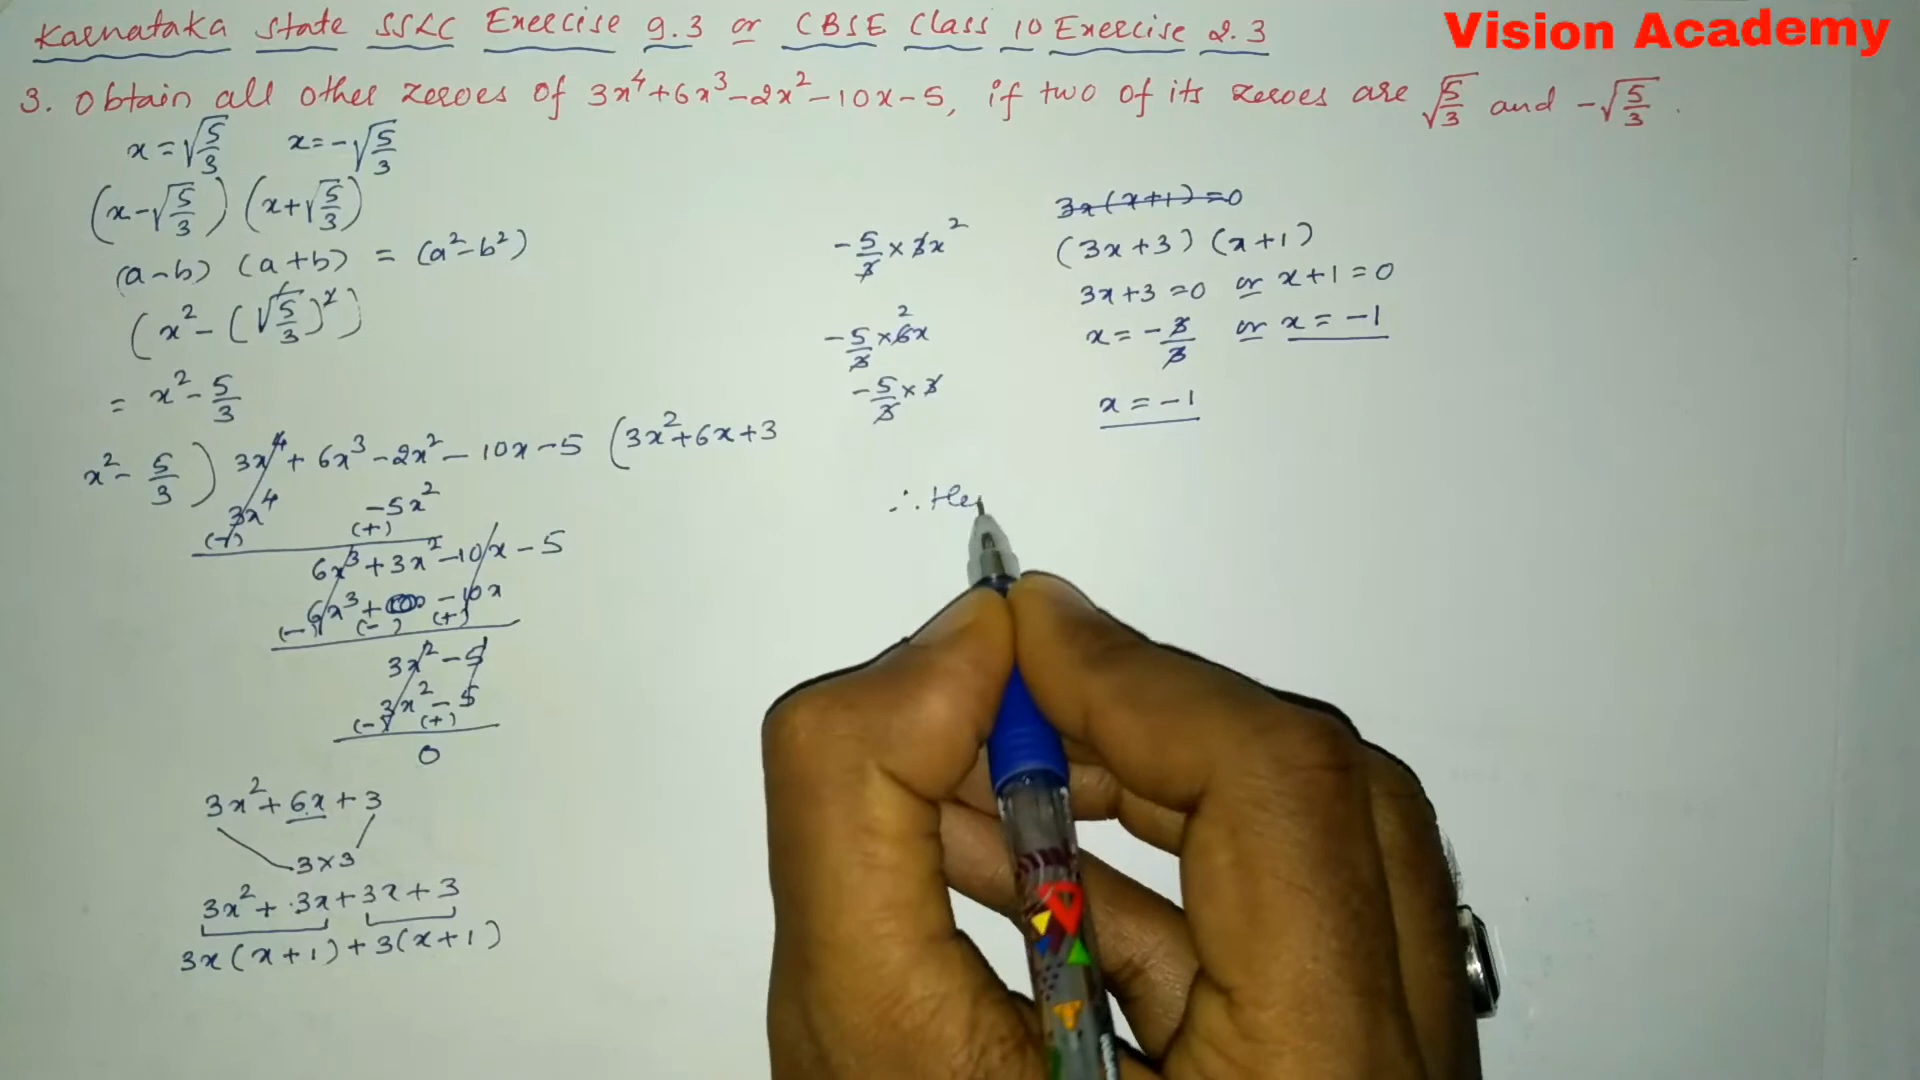 Karnataka State SSLC Exercise 9.3 or CBSE Class 10 Exercise 2.3
Vision Academy
3. Obtain all other zeroes of 3x⁴+6x³-2x²-10x-5, if two of its zeroes are √(5/3) and -√(5/3).
x=√(5/3) x=-√(5/3)
(x-√(5/3)) (x+√(5/3))
(a-b) (a+b) = (a²-b²)
(x²-(√(5/3))²)
= x²-5/3
x²-5/3) 3x⁴+6x³-2x²-10x-5 (3x²+6x+3
3x⁴ -5x²
(-) (+)
6x³+3x²-10x-5
6x³+ -10x
(-) (-) (+)
3x²-5
3x²-5
(-) (+)
0
3x²+6x+3
3×3
3x²+3x+3x+3
3x(x+1)+3(x+1)
-5/3×3x²
-5/3×6x
2
-5/3×3
3x(x+1)=0
(3x+3) (x+1)
3x+3=0 or x+1=0
x=-3/3 or x=-1
x=-1
∴ the